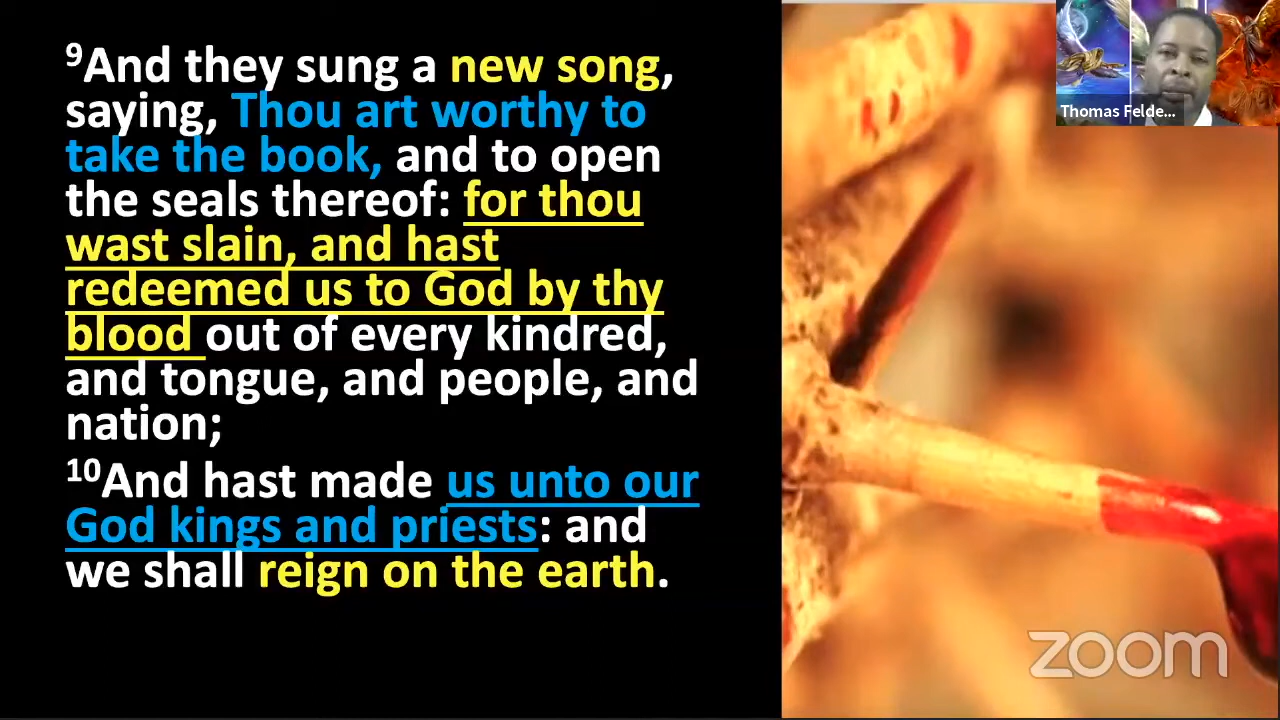 ⁹And they sung a new song,
saying, Thou art worthy to
take the book, and to open
the seals thereof: for thou
wast slain, and hast
redeemed us to God by thy
blood out of every kindred,
and tongue, and people, and
nation;
¹⁰And hast made us unto our
God kings and priests: and
we shall reign on the earth.
Thomas Felde...
zoom